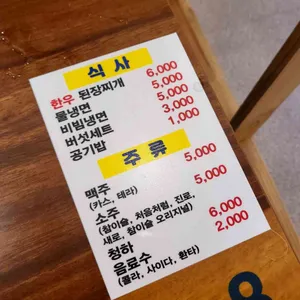 식사
한우 된장찌개 6,000
물냉면 5,000
비빔냉면 5,000
버섯세트 3,000
공기밥 1,000
주류
맥주 5,000
(카스, 테라)
소주 5,000
(참이슬, 처음처럼, 진로,
새로, 참이슬 오리지널)
청하 6,000
음료수 2,000
(콜라, 사이다, 환타)
8